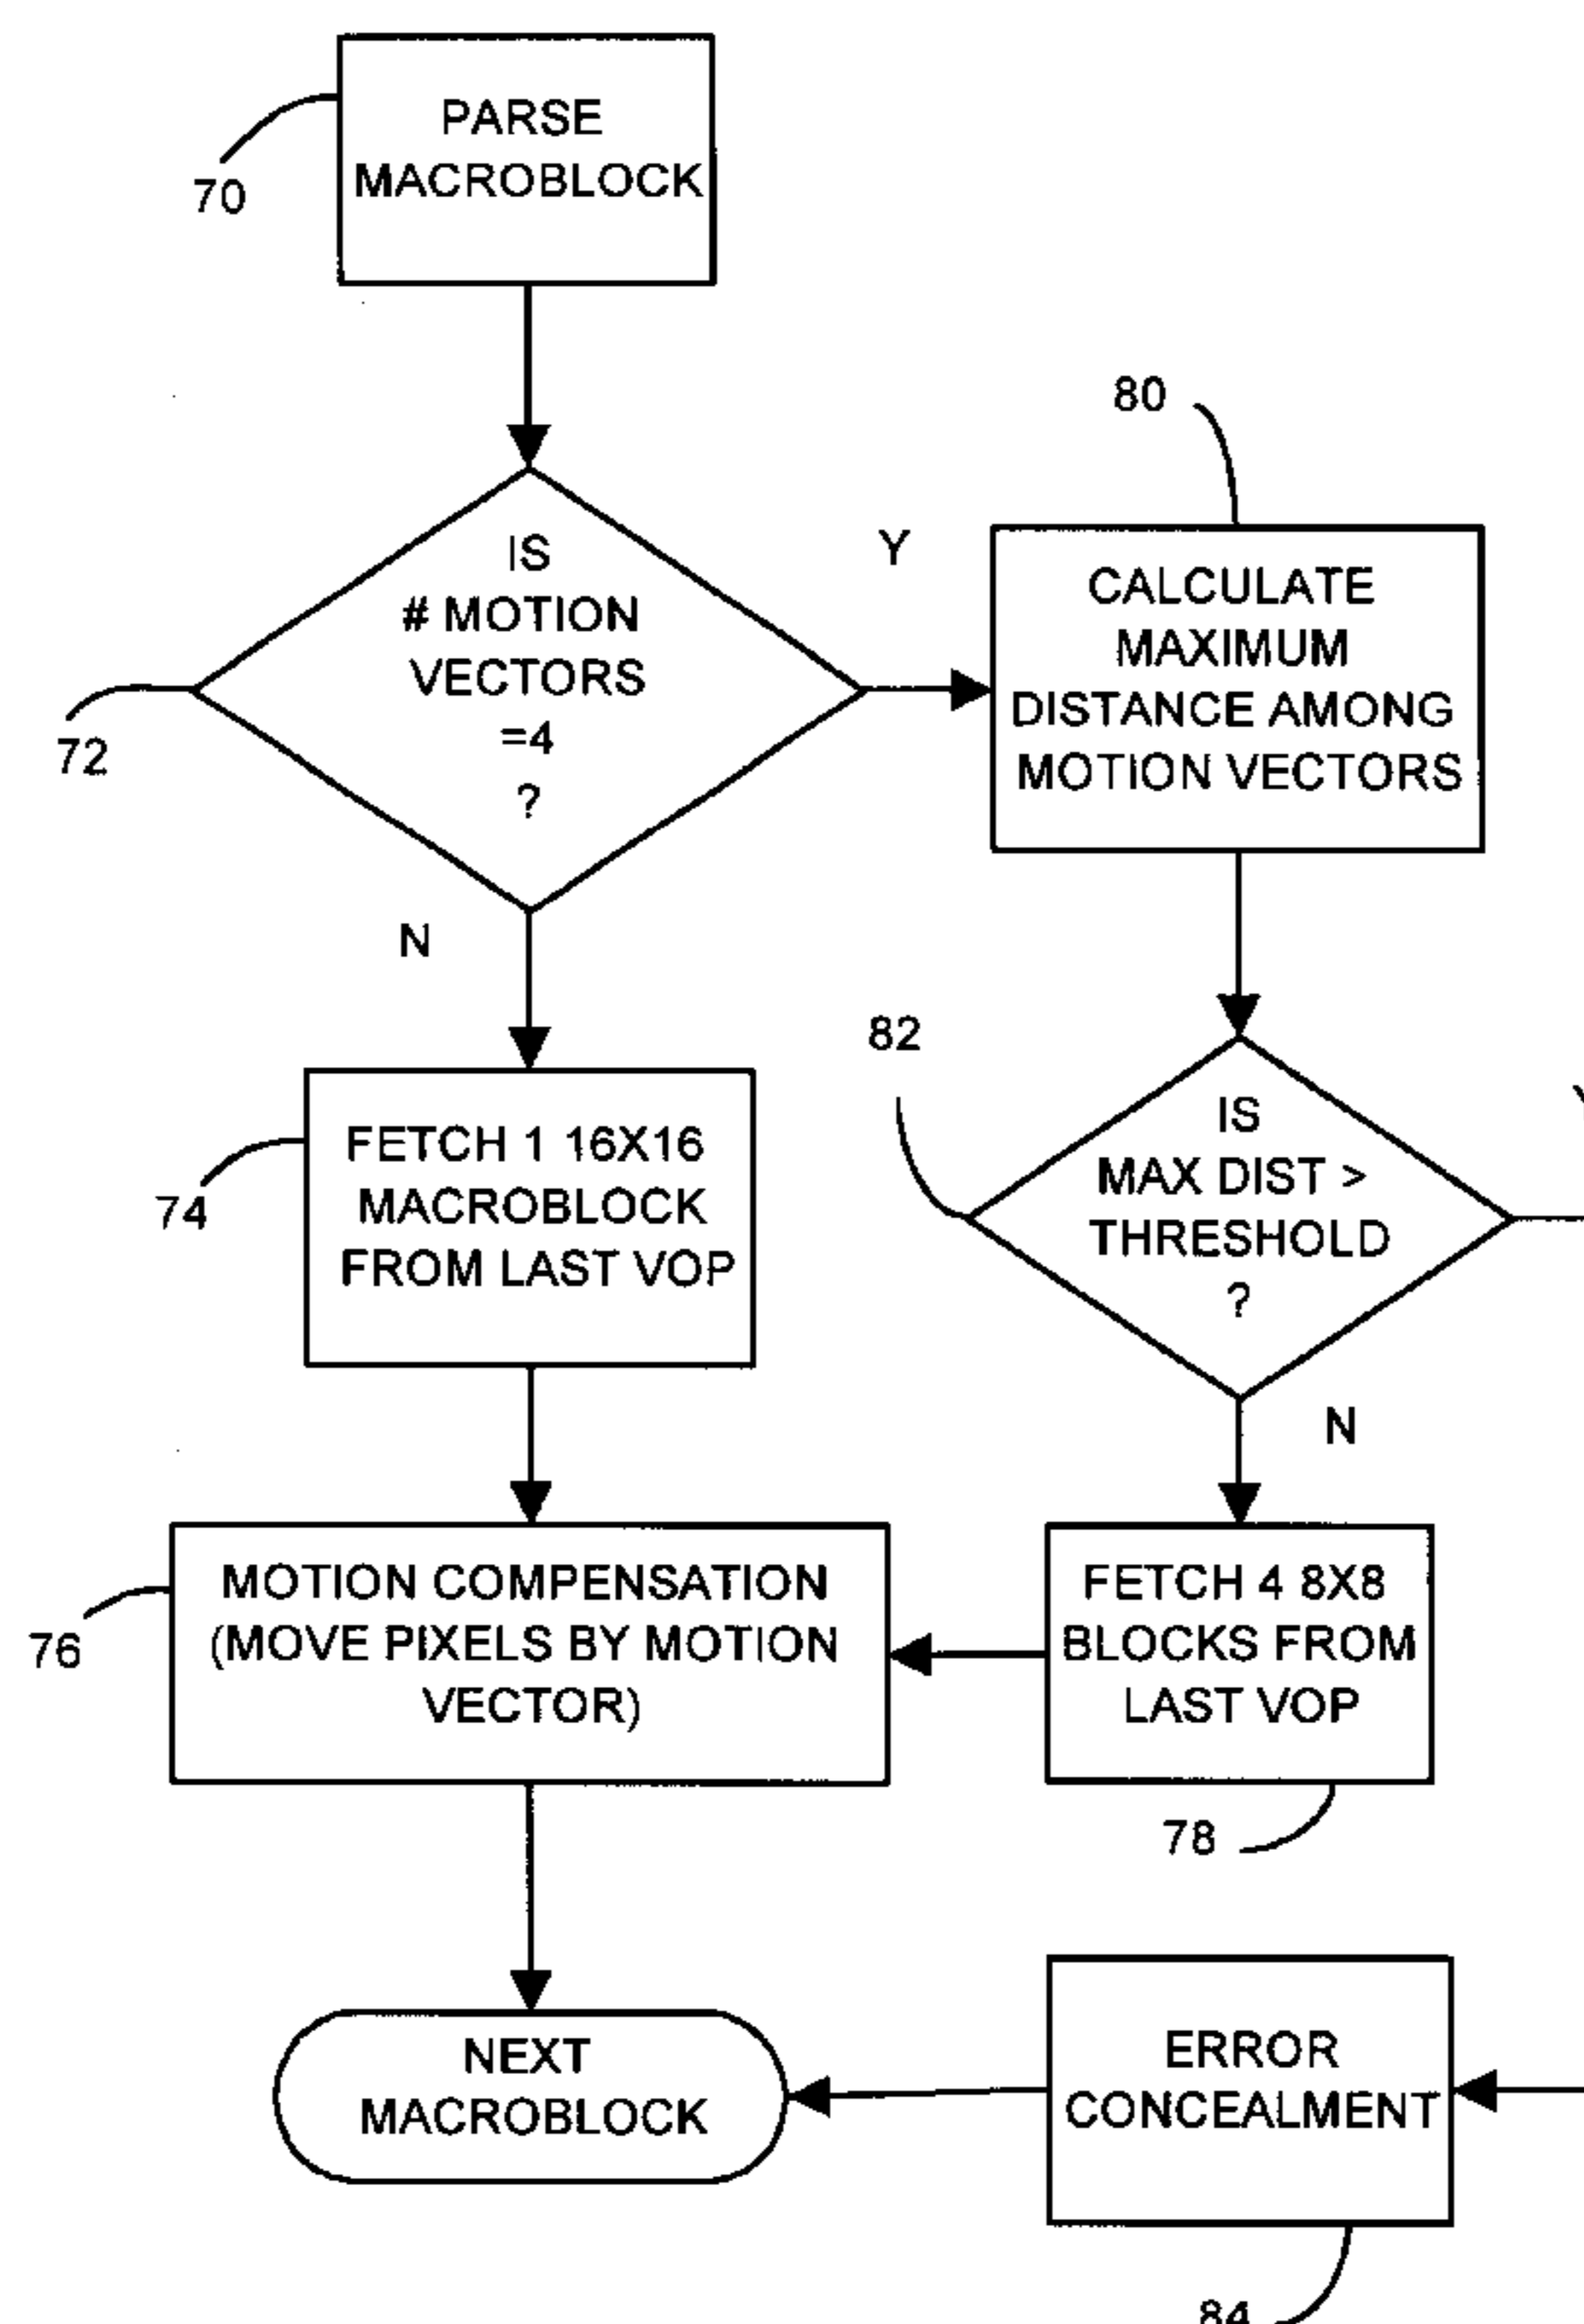 PARSE
MACROBLOCK
70
80
IS
# MOTION
VECTORS
=4
?
Y
72
CALCULATE
MAXIMUM
DISTANCE AMONG
MOTION VECTORS
N
82
IS
MAX DIST >
THRESHOLD
?
FETCH 1 16X16
MACROBLOCK
FROM LAST VOP
74
N
MOTION COMPENSATION
(MOVE PIXELS BY MOTION
VECTOR)
76
FETCH 4 8X8
BLOCKS FROM
LAST VOP
78
NEXT
MACROBLOCK
ERROR
CONCEALMENT
84